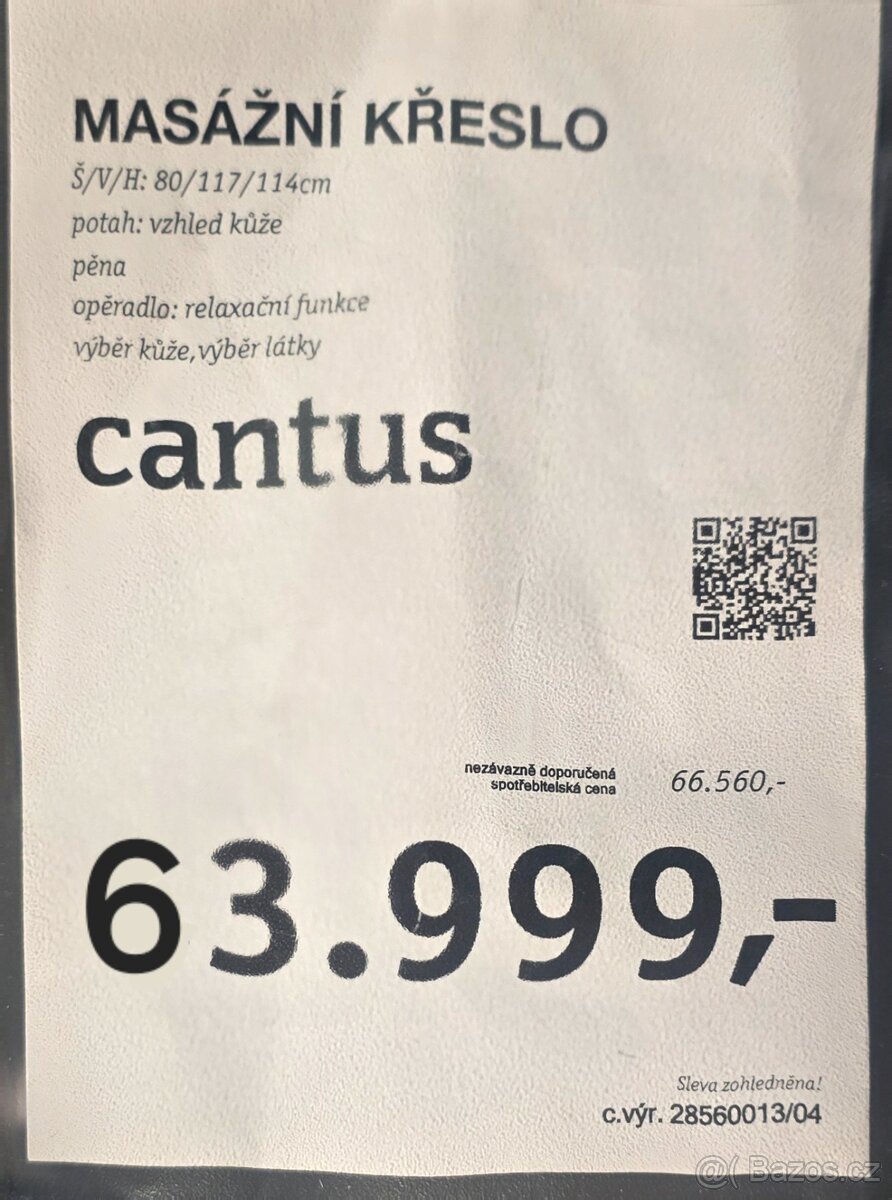 MASÁŽNÍ KŘESLO
Š/V/H: 80/117/114cm
potah: vzhled kůže
pěna
opěradlo: relaxační funkce
výběr kůže,výběr látky
cantus
nezávazně doporučená
spotřebitelská cena
66.560,-
63.999,-
Sleva zohledněna!
c.výr. 28560013/04
@( Bazos.cz